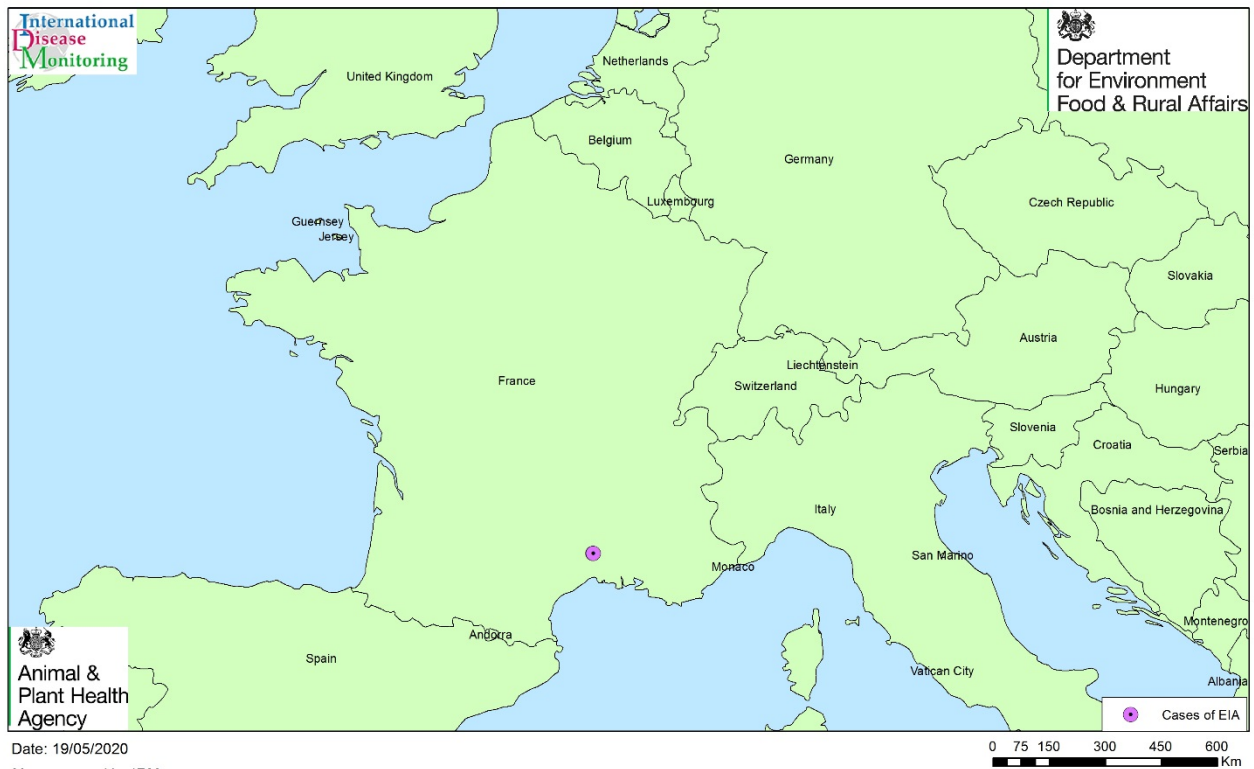 International
Disease
Monitoring
Department
for Environment
Food & Rural Affairs
United Kingdom
Netherlands
Belgium
Germany
Luxembourg
Czech Republic
Guernsey
Jersey
Slovakia
Austria
Liechtenstein
France
Switzerland
Hungary
Slovenia
Croatia
Serbia
Italy
Bosnia and Herzegovina
San Marino
Monaco
Montenegro
Andorra
Spain
Vatican City
Albania
Animal &
Plant Health
Agency
Cases of EIA
Date: 19/05/2020
0 75 150 300 450 600
Km